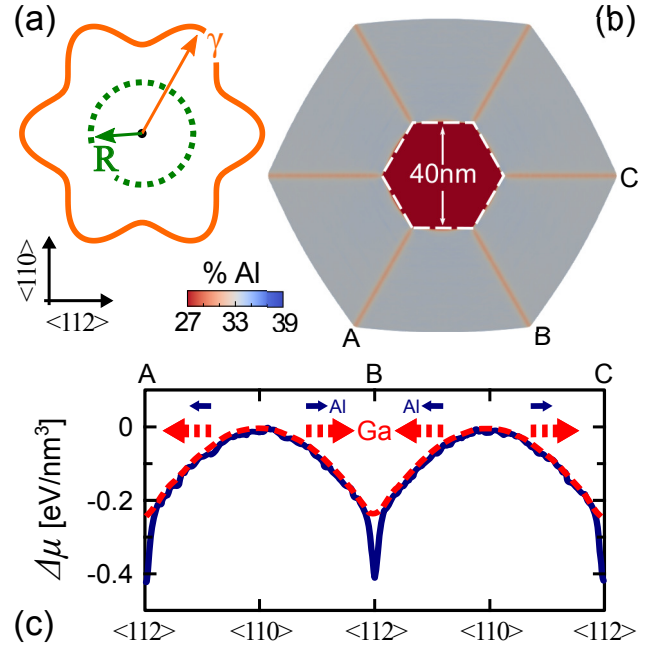 (a)
γ
R
<110>
<112>
% Al
27 33 39
(b)
40nm
C
A
B
A B C
Al Al
Ga
0
-0.2
-0.4
Δμ [eV/nm³]
<112> <110> <112> <110> <112>
(c)